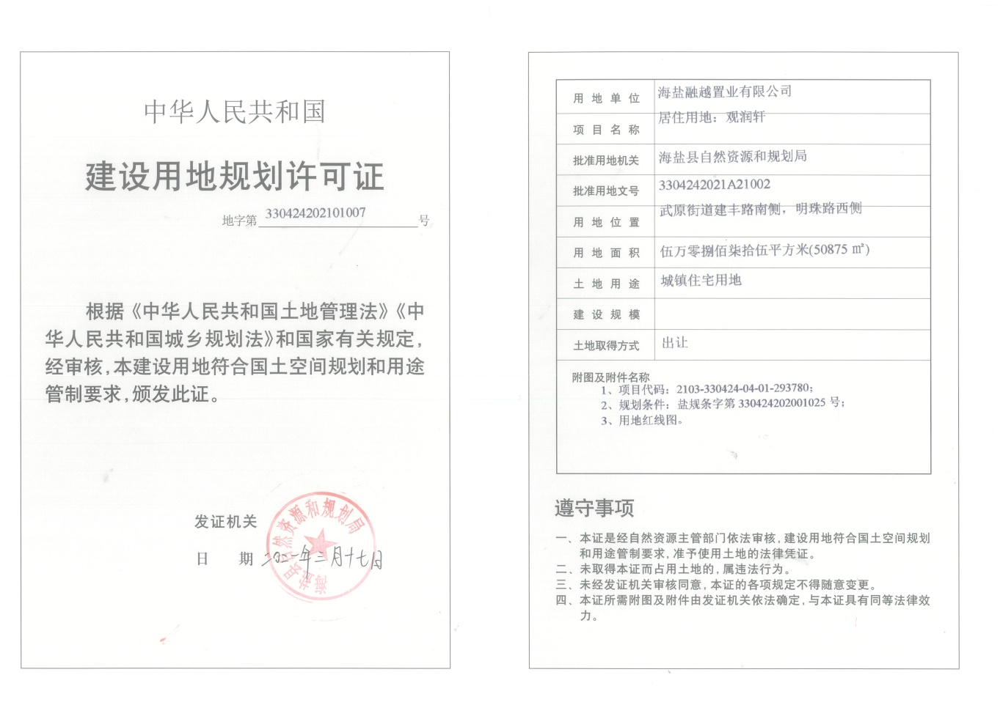 中华人民共和国
建设用地规划许可证
地字第 330424202101007 号
根据《中华人民共和国土地管理法》《中
华人民共和国城乡规划法》和国家有关规定,
经审核,本建设用地符合国土空间规划和用途
管制要求,颁发此证。
发证机关
日 期 二〇二一年三月十七日
海盐县自然资源和规划局
用地单位 海盐融越置业有限公司
项目名称 居住用地：观润轩
批准用地机关 海盐县自然资源和规划局
批准用地文号 3304242021A21002
用地位置 武原街道建丰路南侧，明珠路西侧
用地面积 伍万零捌佰柒拾伍平方米(50875 ㎡)
土地用途 城镇住宅用地
建设规模
土地取得方式 出让
附图及附件名称
1、项目代码：2103-330424-04-01-293780;
2、规划条件：盐规条字第 330424202001025 号;
3、用地红线图。
遵守事项
一、本证是经自然资源主管部门依法审核,建设用地符合国土空间规划
和用途管制要求,准予使用土地的法律凭证。
二、未取得本证而占用土地的,属违法行为。
三、未经发证机关审核同意,本证的各项规定不得随意变更。
四、本证所需附图及附件由发证机关依法确定,与本证具有同等法律效
力。